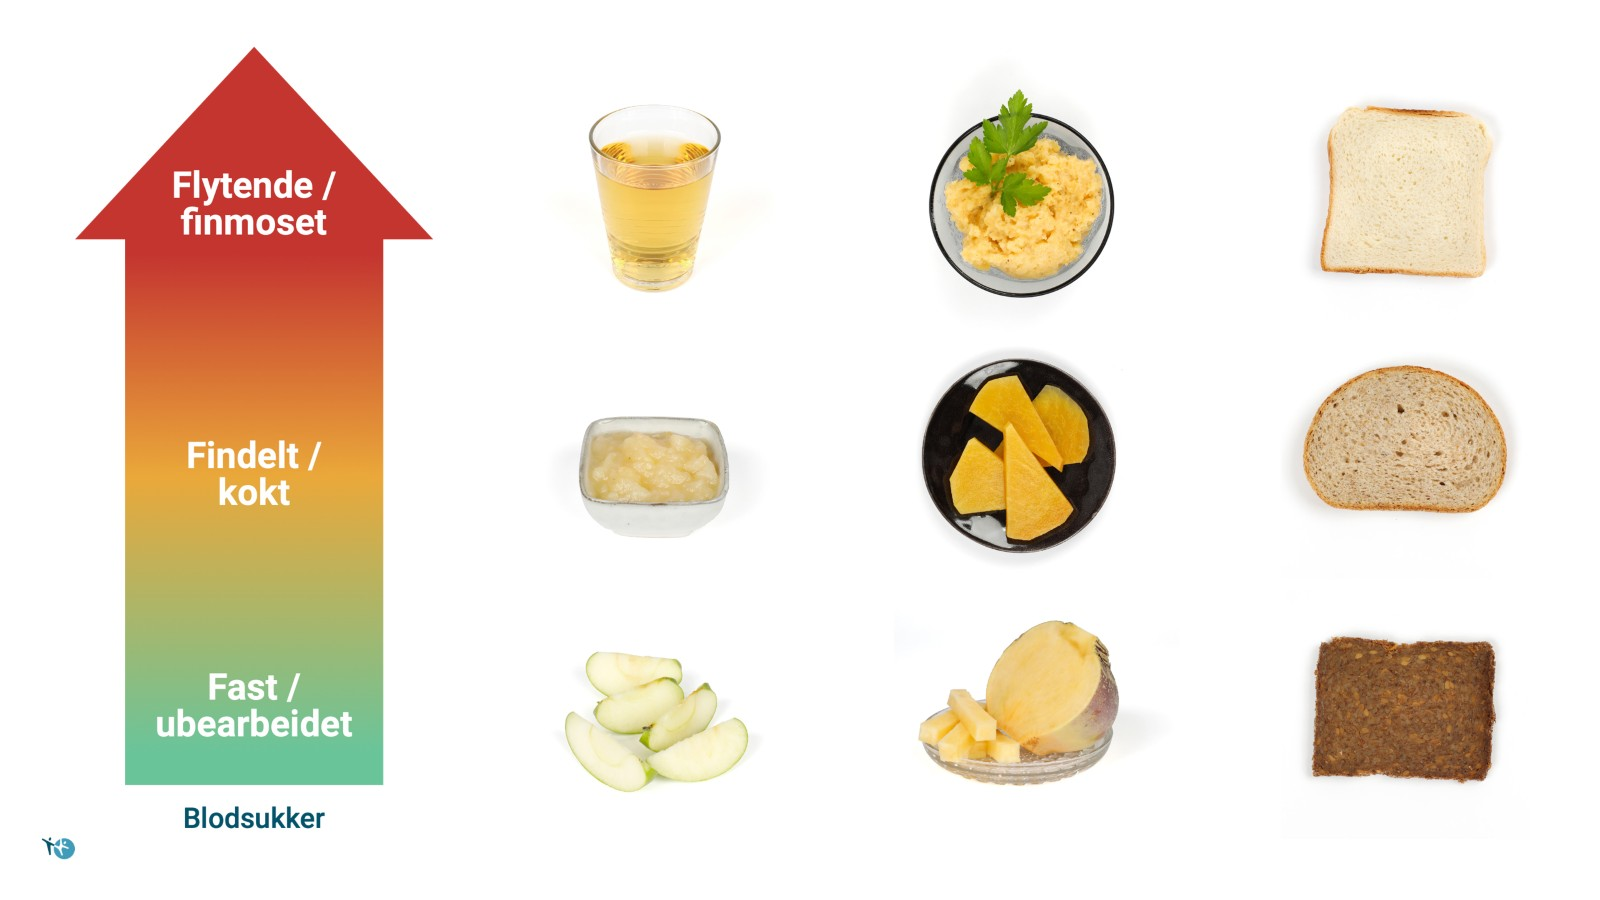 Flytende /
finmoset
Findelt /
kokt
Fast /
ubearbeidet
Blodsukker